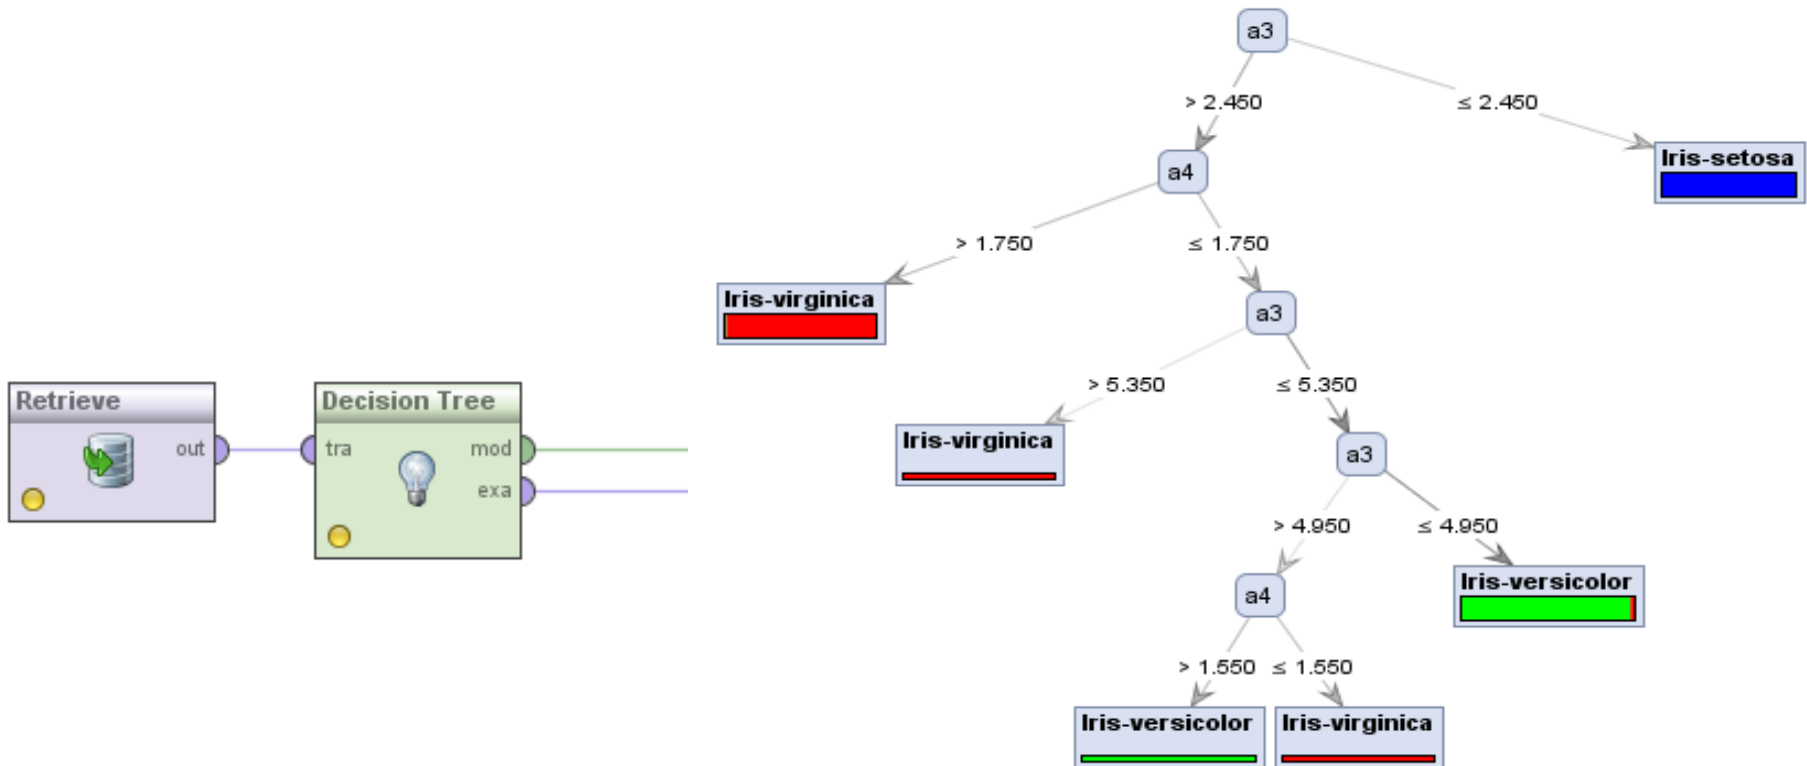 Retrieve
out
Decision Tree
tra
mod
exa
a3
> 2.450
≤ 2.450
a4
Iris-setosa
> 1.750
≤ 1.750
Iris-virginica
a3
> 5.350
≤ 5.350
Iris-virginica
a3
> 4.950
≤ 4.950
a4
Iris-versicolor
> 1.550
≤ 1.550
Iris-versicolor
Iris-virginica